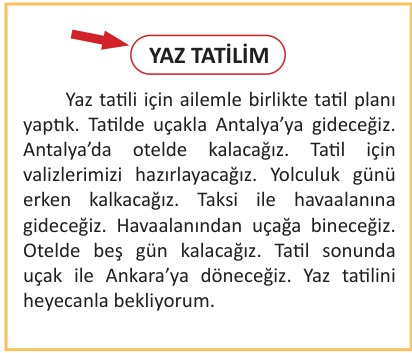 YAZ TATİLİM
Yaz tatili için ailemle birlikte tatil planı
yaptık. Tatilde uçakla Antalya’ya gideceğiz.
Antalya’da otelde kalacağız. Tatil için
valizlerimizi hazırlayacağız. Yolculuk günü
erken kalkacağız. Taksi ile havaalanına
gideceğiz. Havaalanından uçağa bineceğiz.
Otelde beş gün kalacağız. Tatil sonunda
uçak ile Ankara’ya döneceğiz. Yaz tatilini
heyecanla bekliyorum.